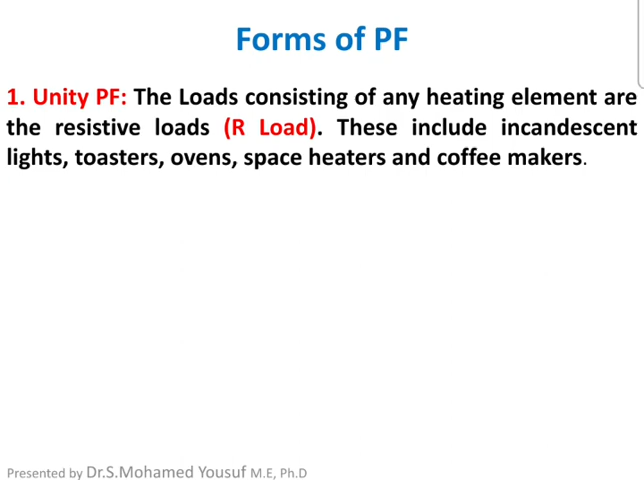 Forms of PF
1. Unity PF: The Loads consisting of any heating element are
the resistive loads (R Load). These include incandescent
lights, toasters, ovens, space heaters and coffee makers.
Presented by Dr.S.Mohamed Yousuf M.E, Ph.D